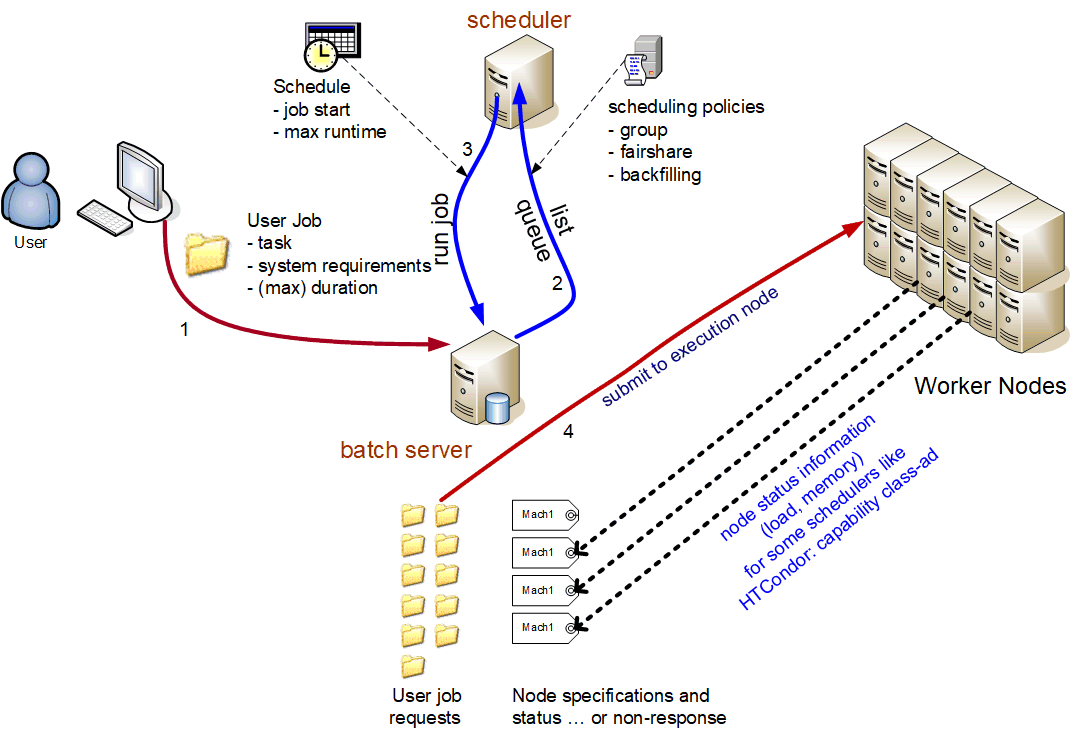 scheduler
Schedule
- job start
- max runtime
scheduling policies
- group
- fairshare
- backfilling
3
run job
list
queue
2
User
User Job
- task
- system requirements
- (max) duration
1
batch server
submit to execution node
4
Worker Nodes
node status information
(load, memory)
for some schedulers like
HTCondor: capability class-ad
Mach1
Mach1
Mach1
Mach1
User job
requests
Node specifications and
status … or non-response